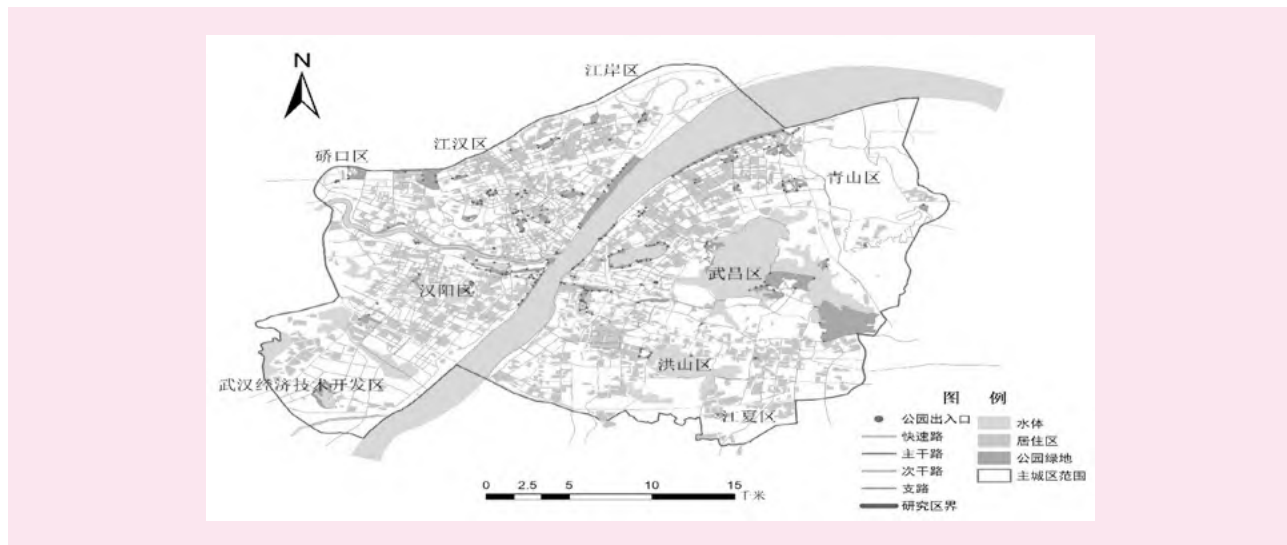 N
江岸区
江汉区
硚口区
青山区
武昌区
汉阳区
洪山区
武汉经济技术开发区
江夏区
图 例
公园出入口
快速路
主干路
次干路
支路
研究区界
水体
居住区
公园绿地
主城区范围
0 2.5 5 10 15
千米